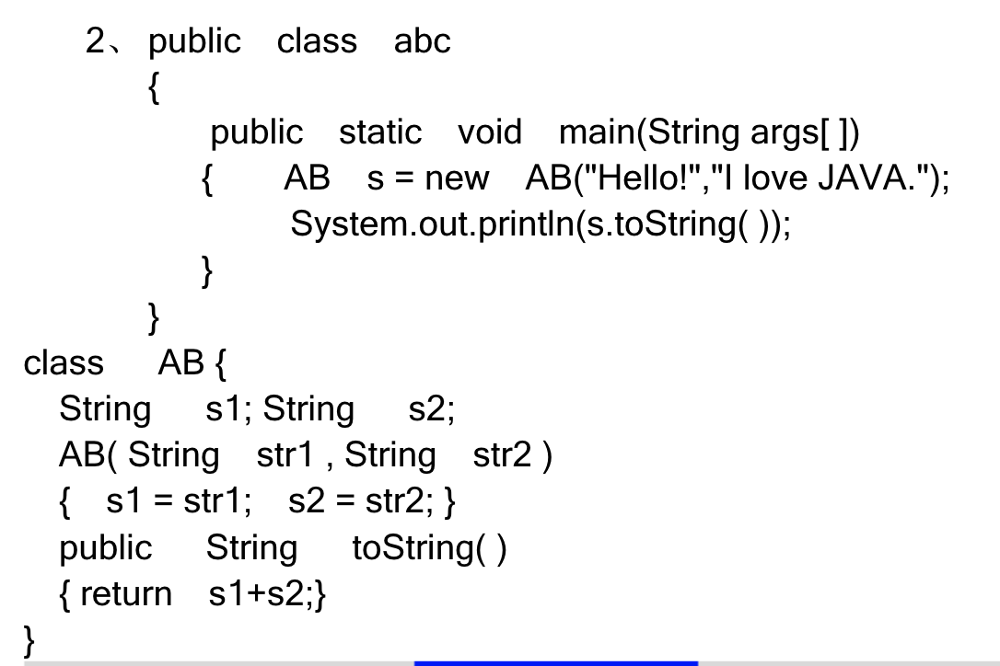 2、 public class abc
{
public static void main(String args[ ])
{ AB s = new AB("Hello!","I love JAVA.");
System.out.println(s.toString( ));
}
}
class AB {
String s1; String s2;
AB( String str1 , String str2 )
{ s1 = str1; s2 = str2; }
public String toString( )
{ return s1+s2;}
}